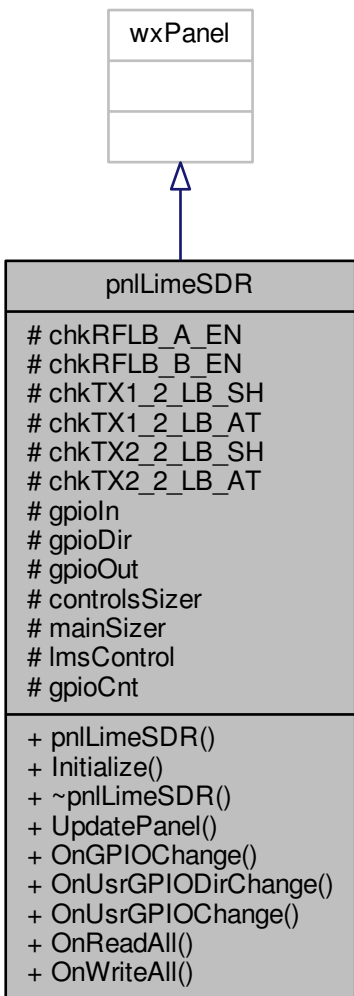 wxPanel
pnlLimeSDR
# chkRFLB_A_EN
# chkRFLB_B_EN
# chkTX1_2_LB_SH
# chkTX1_2_LB_AT
# chkTX2_2_LB_SH
# chkTX2_2_LB_AT
# gpioIn
# gpioDir
# gpioOut
# controlsSizer
# mainSizer
# lmsControl
# gpioCnt
+ pnlLimeSDR()
+ Initialize()
+ ~pnlLimeSDR()
+ UpdatePanel()
+ OnGPIOChange()
+ OnUsrGPIODirChange()
+ OnUsrGPIOChange()
+ OnReadAll()
+ OnWriteAll()